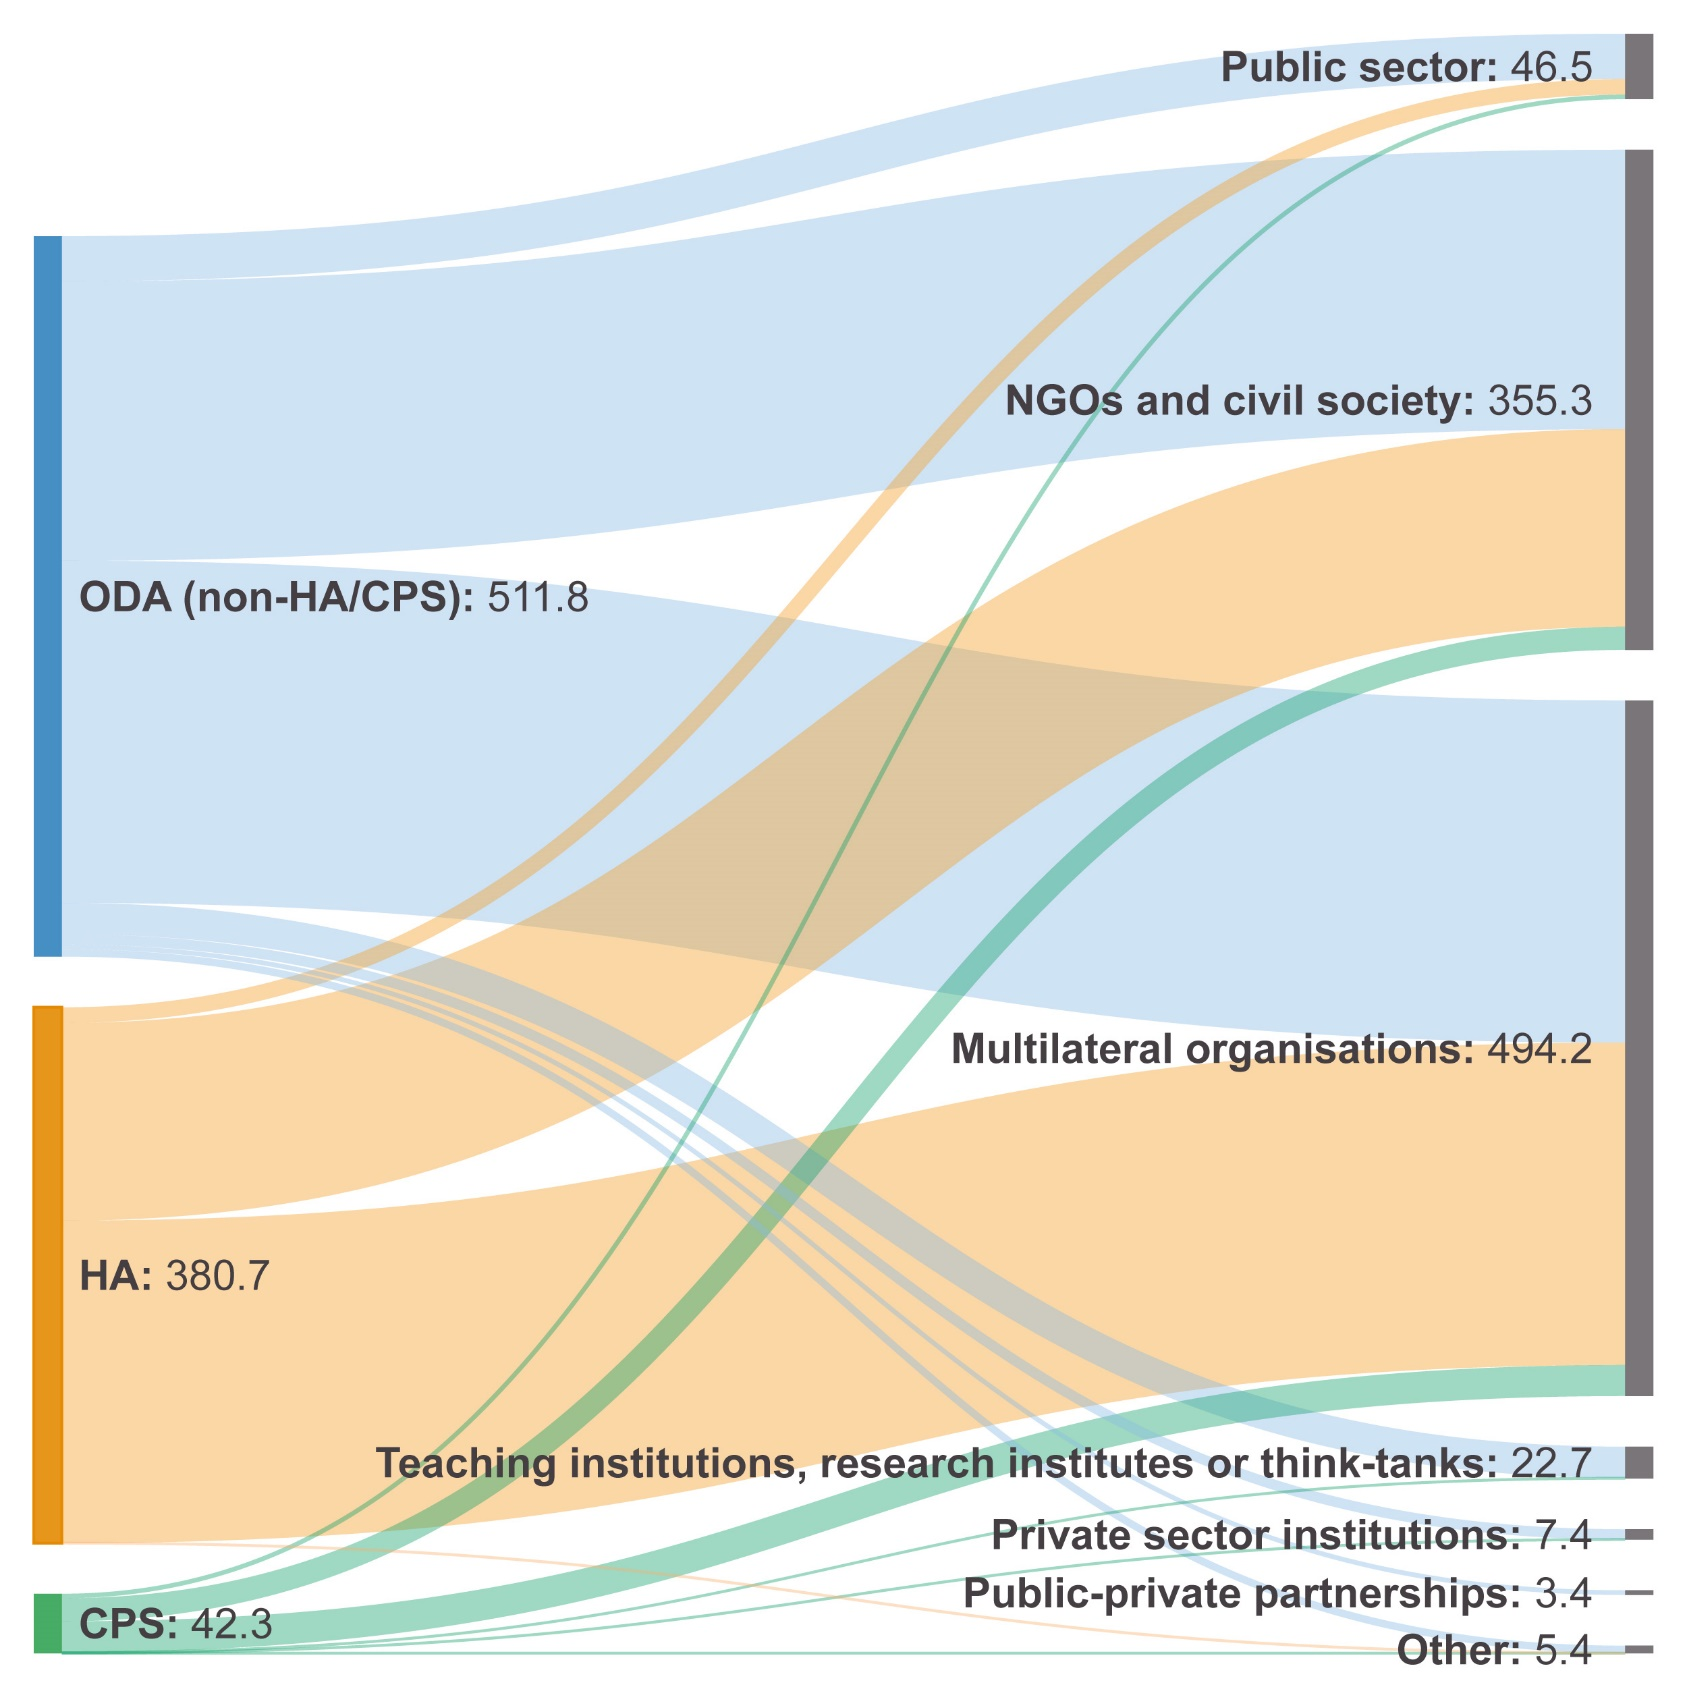 Public sector: 46.5
NGOs and civil society: 355.3
ODA (non-HA/CPS): 511.8
Multilateral organisations: 494.2
HA: 380.7
Teaching institutions, research institutes or think-tanks: 22.7
Private sector institutions: 7.4
Public-private partnerships: 3.4
CPS: 42.3
Other: 5.4